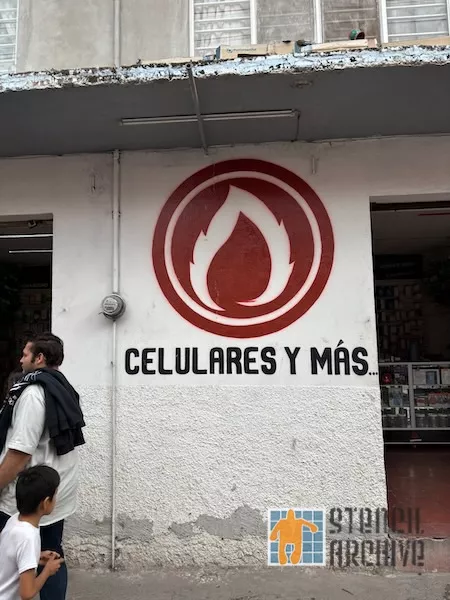 CELULARES Y MÁS...
STENCIL
ARCHIVE